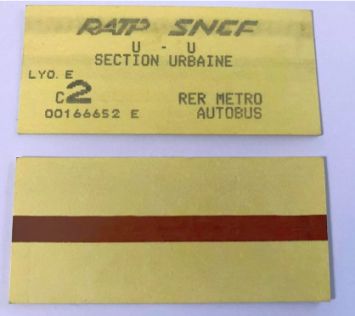 RATP SNCF
U - U
SECTION URBAINE
LYO. E
C2 RER METRO
00166652 E AUTOBUS